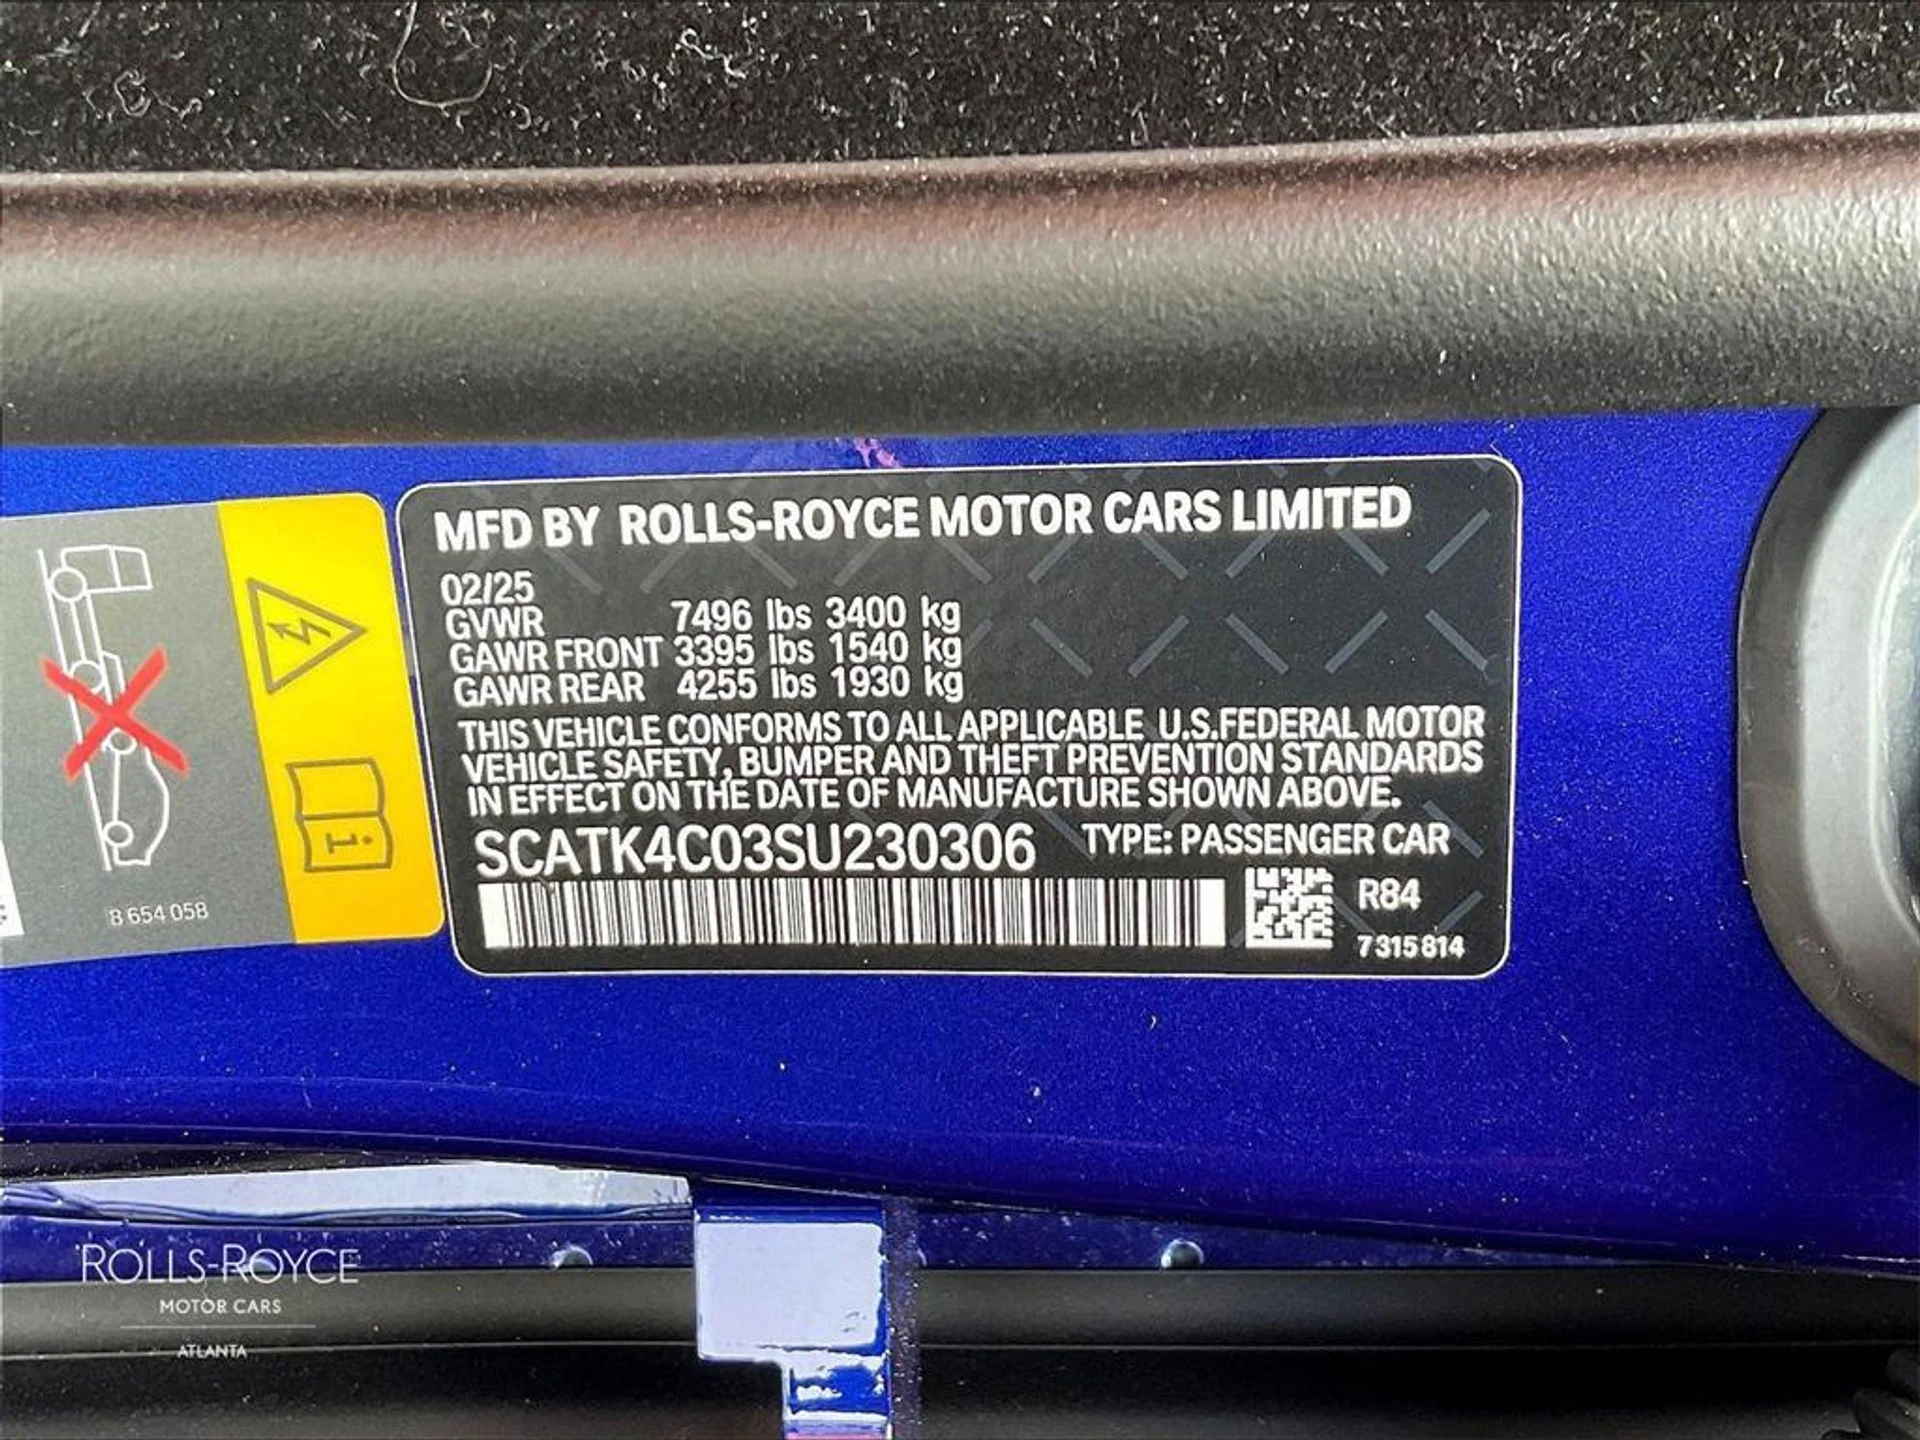 MFD BY ROLLS-ROYCE MOTOR CARS LIMITED
02/25
GVWR 7496 lbs 3400 kg
GAWR FRONT 3395 lbs 1540 kg
GAWR REAR 4255 lbs 1930 kg
THIS VEHICLE CONFORMS TO ALL APPLICABLE U.S.FEDERAL MOTOR
VEHICLE SAFETY, BUMPER AND THEFT PREVENTION STANDARDS
IN EFFECT ON THE DATE OF MANUFACTURE SHOWN ABOVE.
SCATK4C03SU230306 TYPE: PASSENGER CAR
R84
7315814
8 654 058
i
ROLLS-ROYCE
MOTOR CARS
ATLANTA